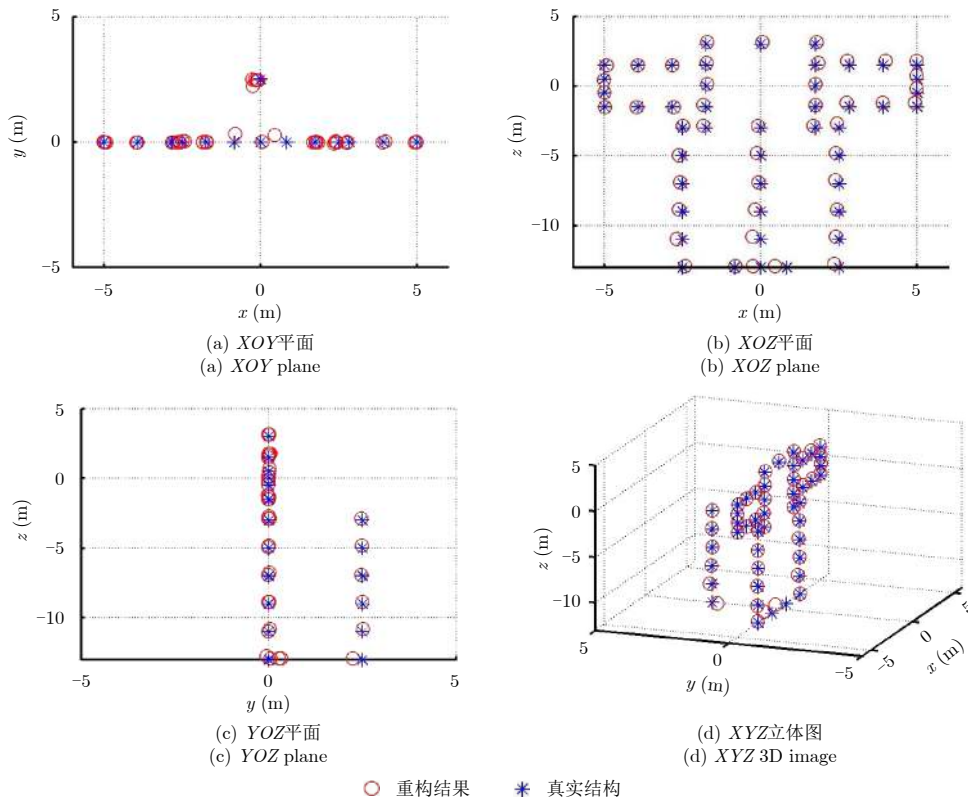 5
0
−5
y (m)
−5
0
5
x (m)
(a) XOY平面
(a) XOY plane
5
0
−5
−10
z (m)
−5
0
5
x (m)
(b) XOZ平面
(b) XOZ plane
5
0
−5
−10
z (m)
−5
0
5
y (m)
(c) YOZ平面
(c) YOZ plane
5
0
−5
−10
z (m)
5
0
−5
y (m)
−5
0
5
x (m)
(d) XYZ立体图
(d) XYZ 3D image
重构结果 真实结构